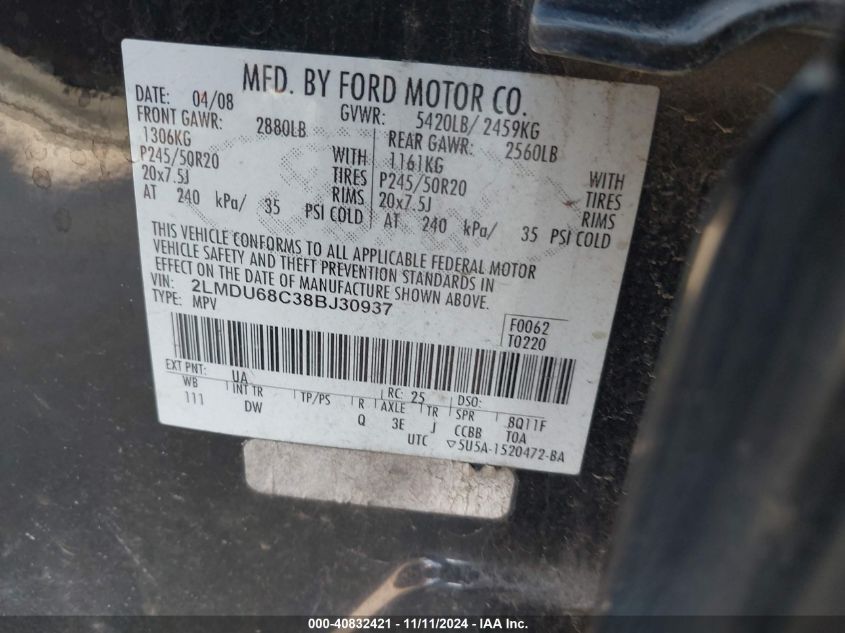 MFD. BY FORD MOTOR CO.
DATE: 04/08 GVWR: 5420LB/ 2459KG
FRONT GAWR: 2880LB REAR GAWR: 2560LB
1306KG WITH 1161KG WITH
P245/50R20 TIRES P245/50R20 TIRES
20x7.5J RIMS 20x7.5J RIMS
AT 240 kPa/ 35 PSI COLD AT 240 kPa/ 35 PSI COLD
THIS VEHICLE CONFORMS TO ALL APPLICABLE FEDERAL MOTOR
VEHICLE SAFETY AND THEFT PREVENTION STANDARDS IN
EFFECT ON THE DATE OF MANUFACTURE SHOWN ABOVE.
VIN: 2LMDU68C38BJ30937
TYPE: MPV
F0062
T0220
EXT PNT: UA RC: 25 DSO:
WB INT TR TP/PS R AXLE TR SPR 8Q11F
111 DW Q 3E J CCBB TOA
UTC ▽5U5A-1520472-BA
000-40832421 - 11/11/2024 - IAA Inc.